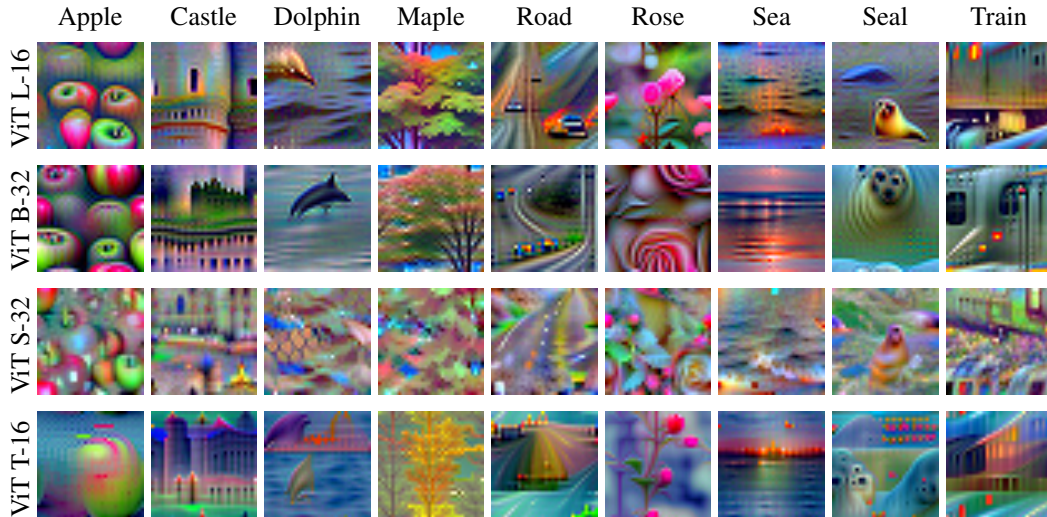 Apple Castle Dolphin Maple Road Rose Sea Seal Train
ViT L-16
ViT B-32
ViT S-32
ViT T-16